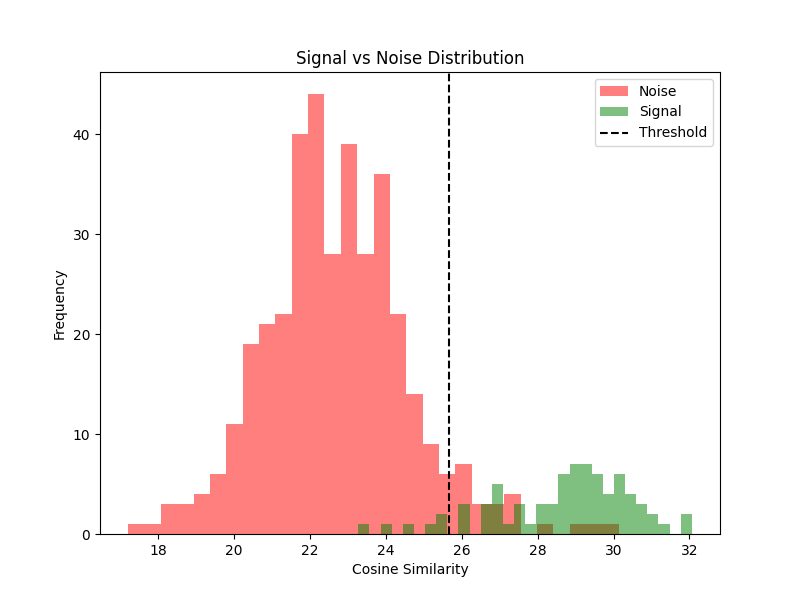 Signal vs Noise Distribution
Noise
Signal
Threshold
40
30
20
10
0
Frequency
18 20 22 24 26 28 30 32
Cosine Similarity